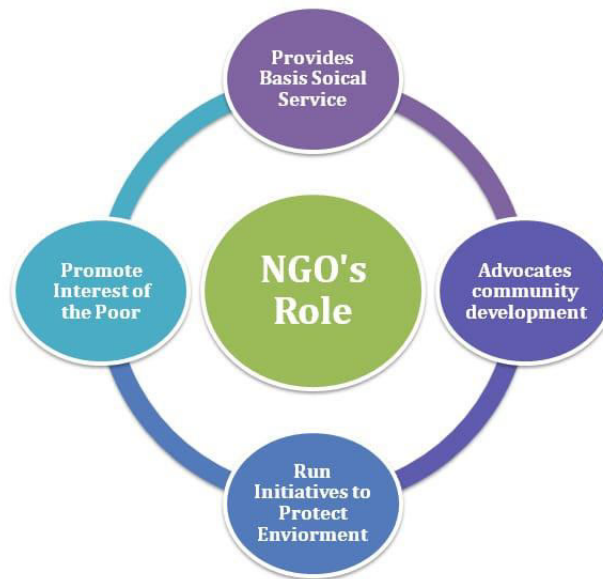 Provides
Basis Soical
Service
Promote
Interest of
the Poor
NGO's
Role
Advocates
community
development
Run
Initiatives to
Protect
Enviorment